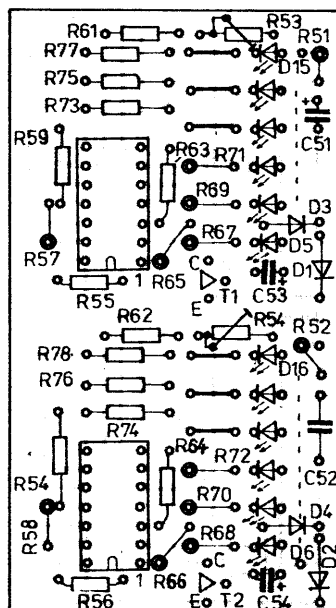 R61
R53
R51
R77
D15
R75
+
R73
C51
R59
R63
R71
R69
D3
R57
R67
D5
R65
C
D1
R55
1
T1
C53
+
E
R62
R54
R52
R78
D16
R76
R74
R64
R72
C52
R54
R70
D4
R58
R68
D6
D2
R66
C
R56
1
E
T2
C54
+